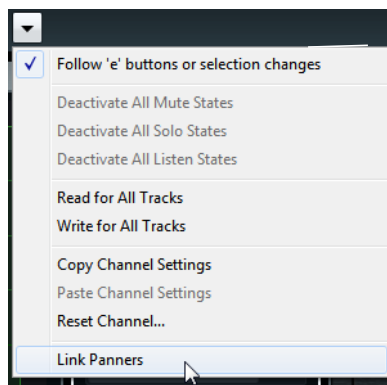 Follow 'e' buttons or selection changes
Deactivate All Mute States
Deactivate All Solo States
Deactivate All Listen States
Read for All Tracks
Write for All Tracks
Copy Channel Settings
Paste Channel Settings
Reset Channel...
Link Panners